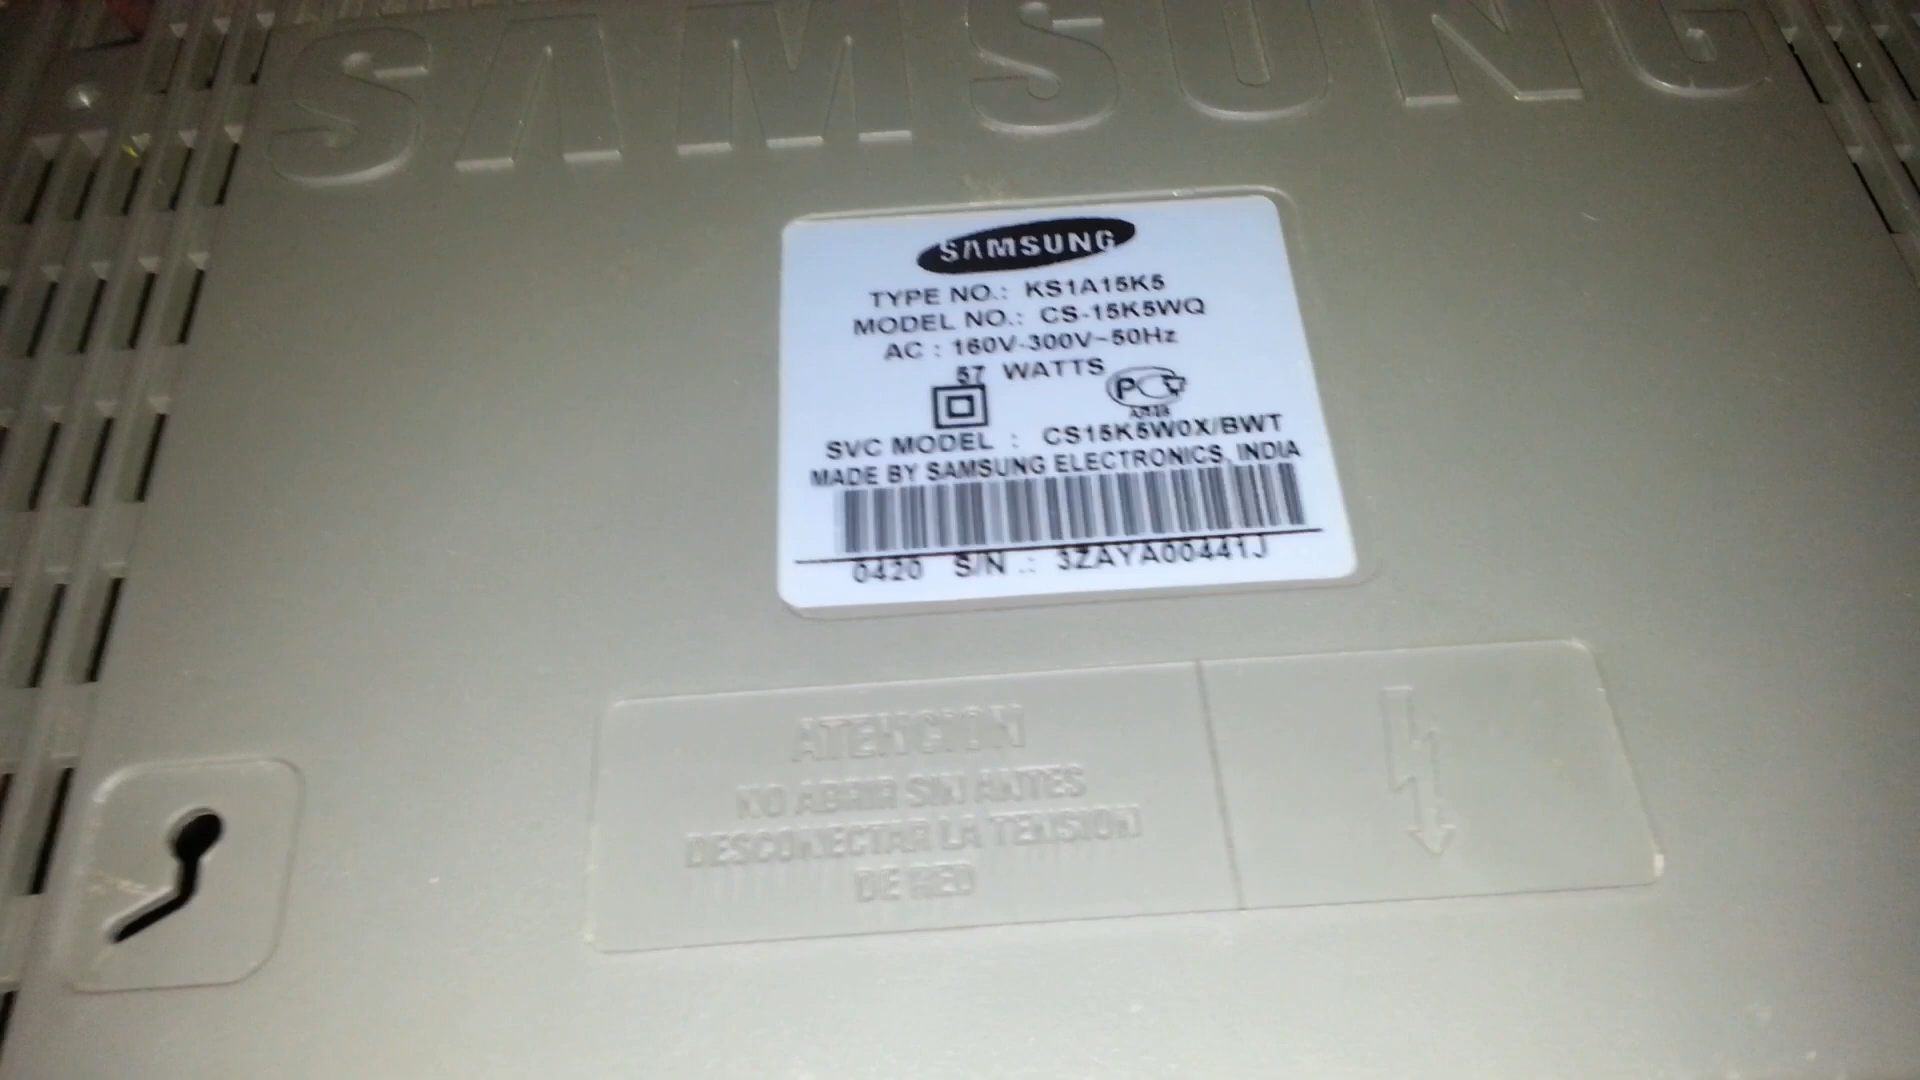 SAMSUNG
SAMSUNG
TYPE NO.: KS1A15K5
MODEL NO.: CS-15K5WQ
AC : 160V-300V~50Hz
57 WATTS
PC
SVC MODEL : CS15K5W0X/BWT
MADE BY SAMSUNG ELECTRONICS, INDIA
0420 S/N .: 3ZAYA00441J
ATENCION
NO ABRIR SIN ANTES
DESCONECTAR LA TENSION
DE RED